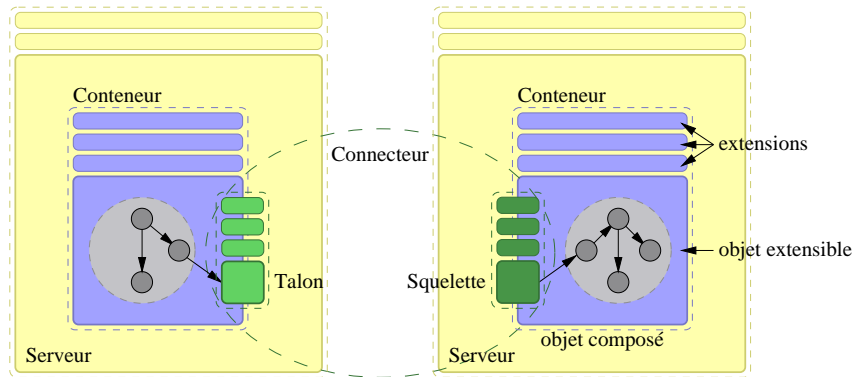 Conteneur
Conteneur
Connecteur
extensions
objet extensible
Talon
Squelette
objet composé
Serveur
Serveur